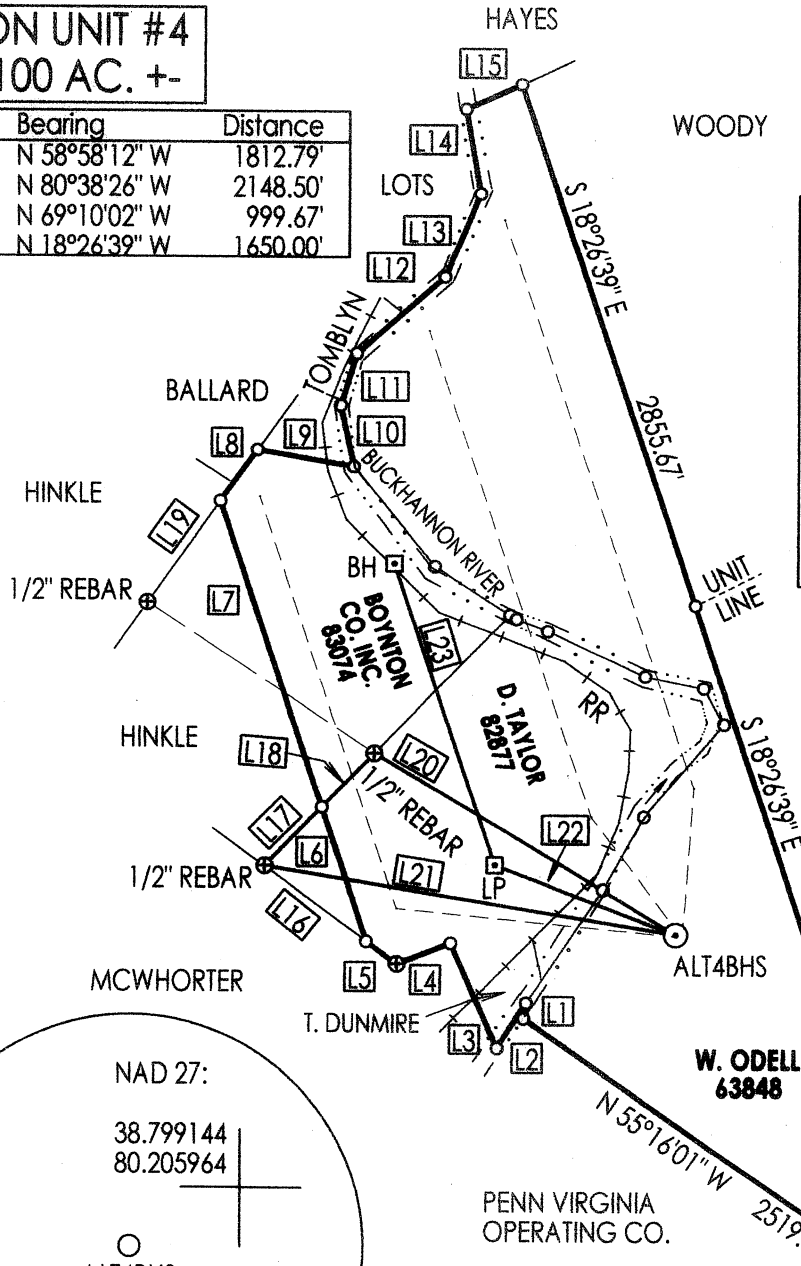 ON UNIT #4
100 AC. +-
Bearing Distance
N 58°58'12" W 1812.79'
N 80°38'26" W 2148.50'
N 69°10'02" W 999.67'
N 18°26'39" W 1650.00'
HAYES
L15
WOODY
L14
LOTS
S 18°26'39" E
L13
L12
TOMBLYN
BALLARD
L11
2855.67'
L8
L9
L10
HINKLE
BUCKHANNON RIVER
L19
BH
UNIT
LINE
1/2" REBAR
L7
BOYNTON
CO. INC.
83074
L23
D. TAYLOR
82877
RR
HINKLE
L18
L20
S 18°26'39" E
1/2" REBAR
L17
L6
L22
1/2" REBAR
L21
LP
L16
ALT4BHS
L5
L4
MCWHORTER
T. DUNMIRE
L1
L3
L2
W. ODELL
63848
NAD 27:
38.799144
80.205964
N 55°16'01" W
2519.
PENN VIRGINIA
OPERATING CO.